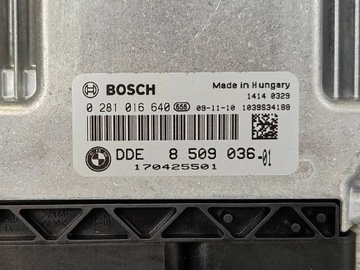 BOSCH
Made in Hungary
1414 0329
0 281 016 640 658 09-11-10 1039S34188
DDE 8 509 036-01
170425501